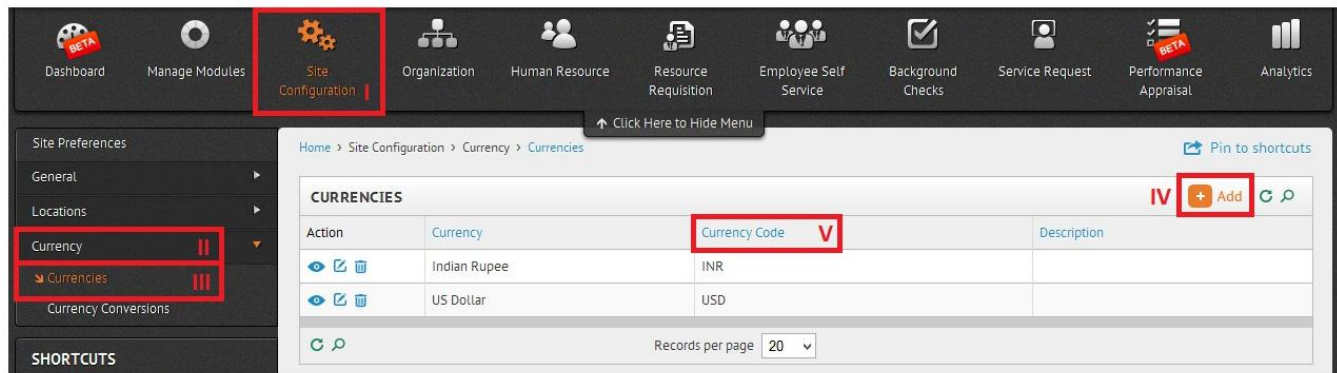 BETA
BETA
Dashboard Manage Modules Site Organization Human Resource Resource Employee Self Background Service Request Performance Analytics
Configuration I Requisition Service Checks Appraisal
↑ Click Here to Hide Menu
Site Preferences
Home > Site Configuration > Currency > Currencies Pin to shortcuts
General
Locations
CURRENCIES IV + Add
Currency II
Action Currency Currency Code V Description
Currencies III
Indian Rupee INR
Currency Conversions
US Dollar USD
SHORTCUTS
Records per page 20